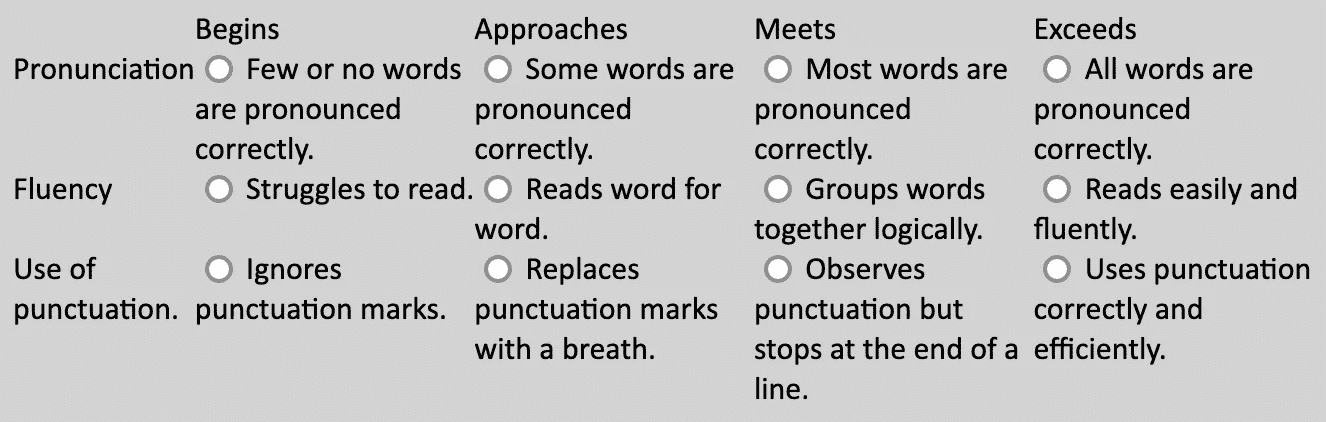 Begins Approaches Meets Exceeds
Pronunciation Few or no words Some words are Most words are All words are
are pronounced pronounced pronounced pronounced
correctly. correctly. correctly. correctly.
Fluency Struggles to read. Reads word for Groups words Reads easily and
word. together logically. fluently.
Use of Ignores Replaces Observes Uses punctuation
punctuation. punctuation marks. punctuation marks punctuation but correctly and
with a breath. stops at the end of a efficiently.
line.